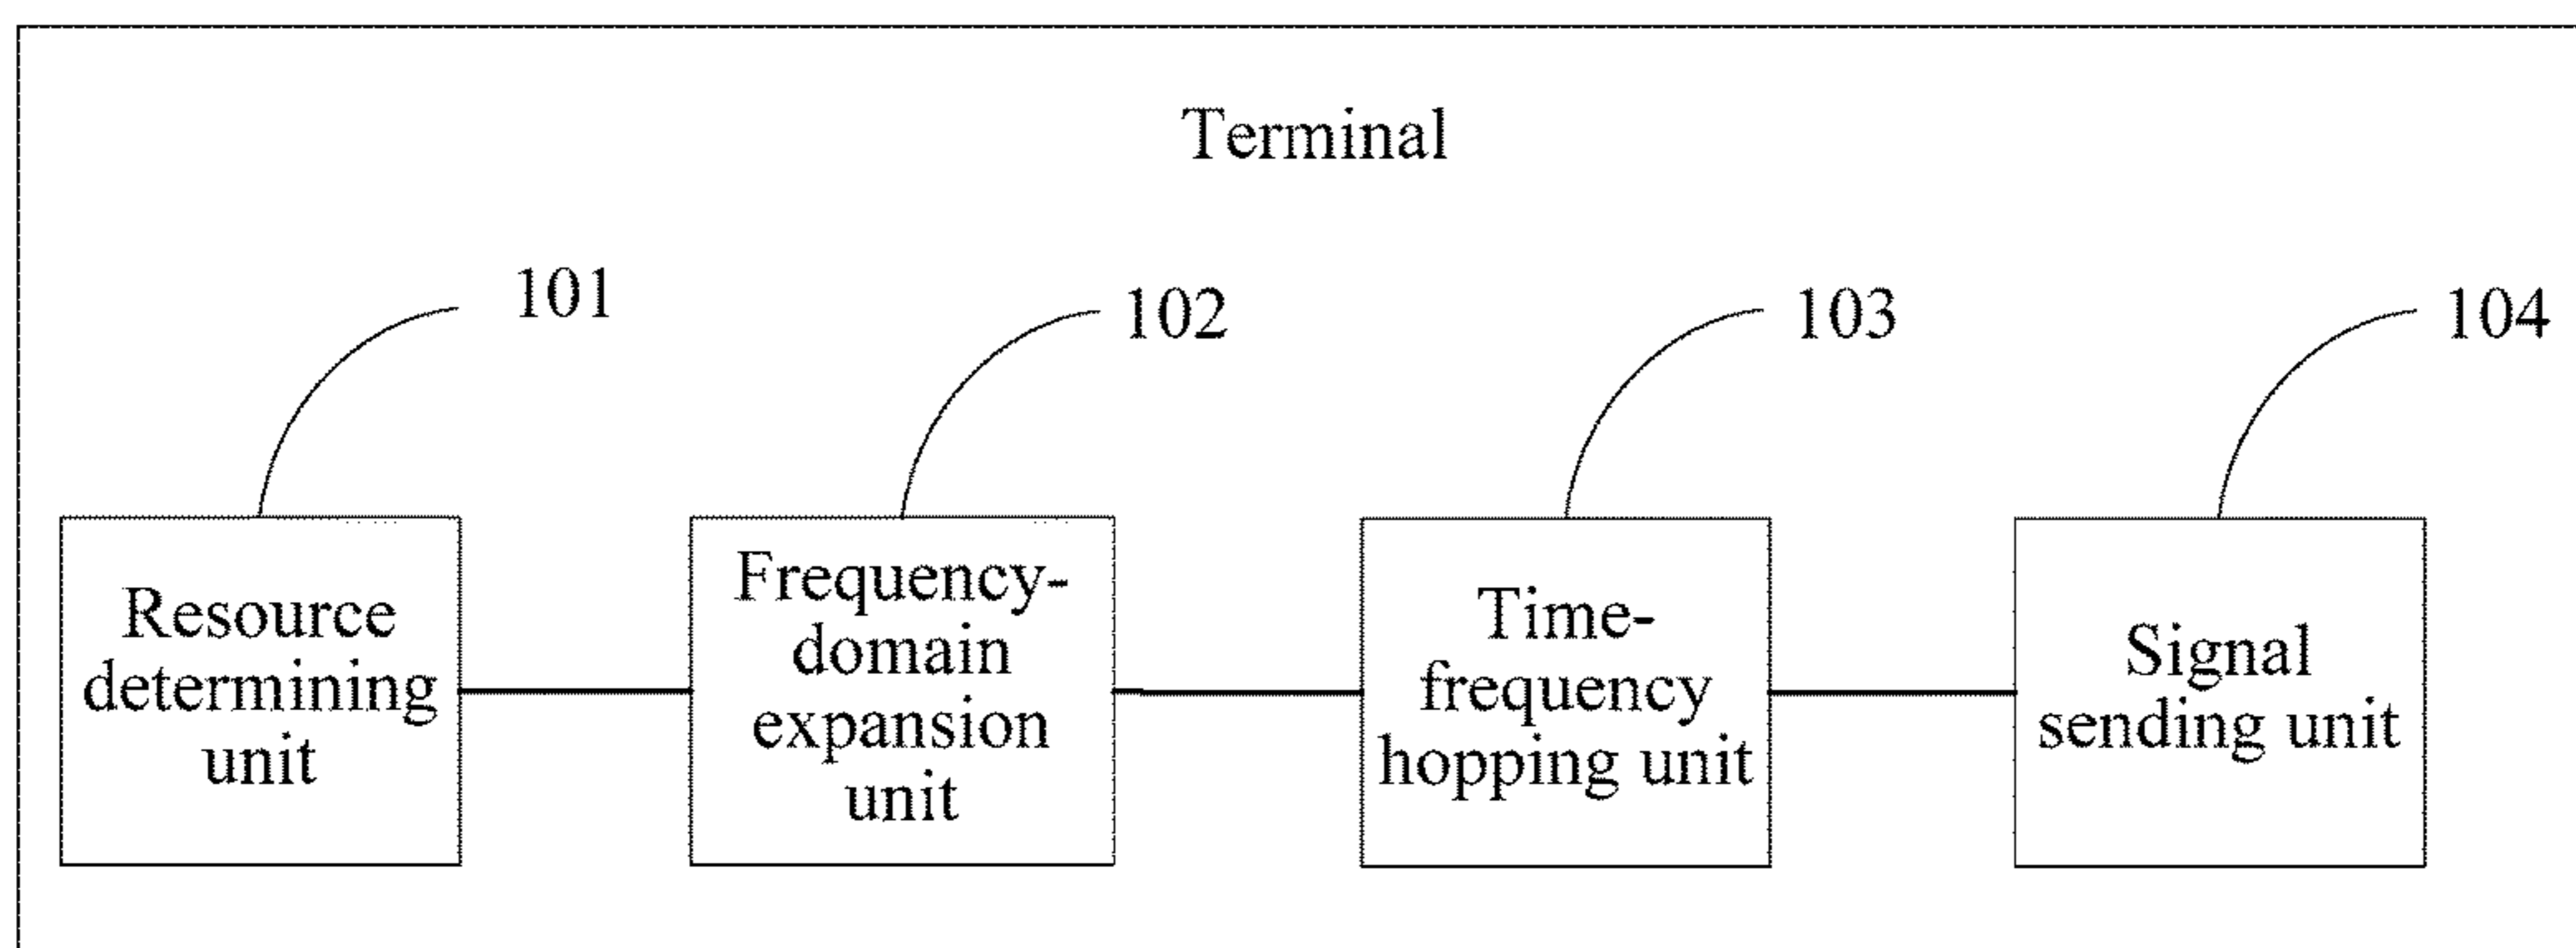 Terminal
101
102
103
104
Resource
determining
unit
Frequency-
domain
expansion
unit
Time-
frequency
hopping unit
Signal
sending unit